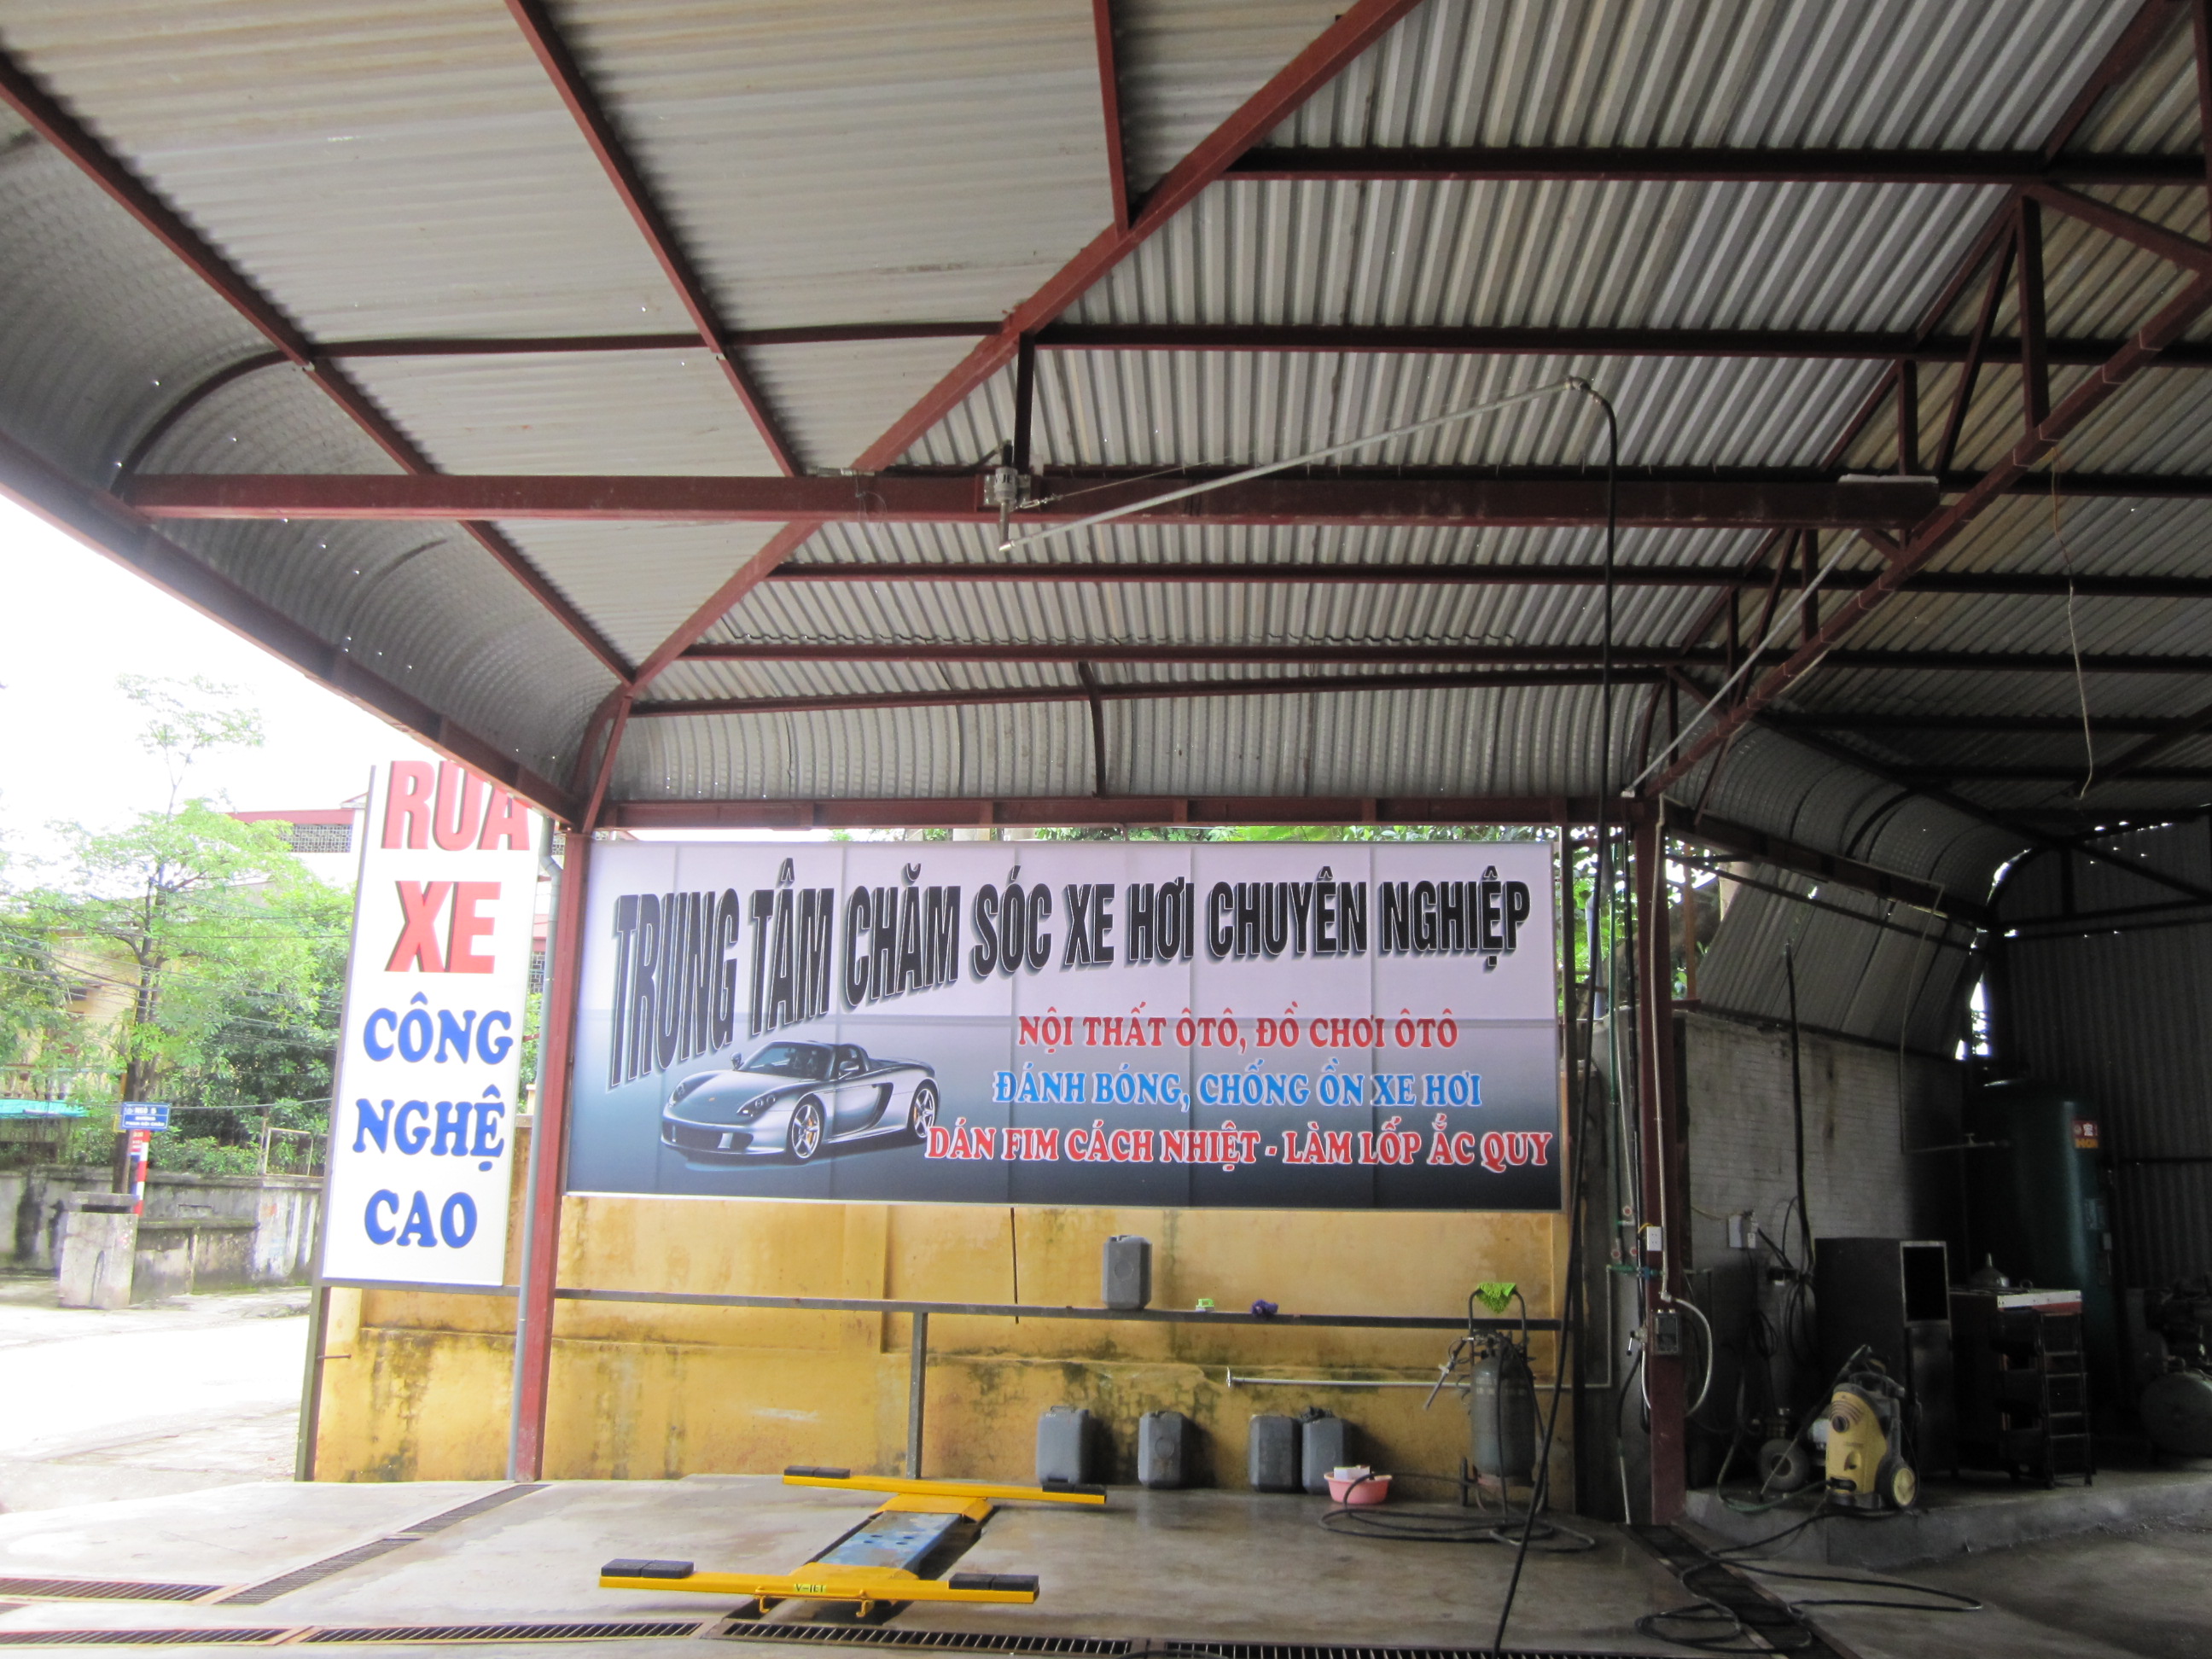 RỬA
XE
CÔNG
NGHỆ
CAO
TRUNG TÂM CHĂM SÓC XE HƠI CHUYÊN NGHIỆP
NỘI THẤT ÔTÔ, ĐỒ CHƠI ÔTÔ
ĐÁNH BÓNG, CHỐNG ỒN XE HƠI
DÁN FIM CÁCH NHIỆT - LÀM LỐP ẮC QUY
V-JET